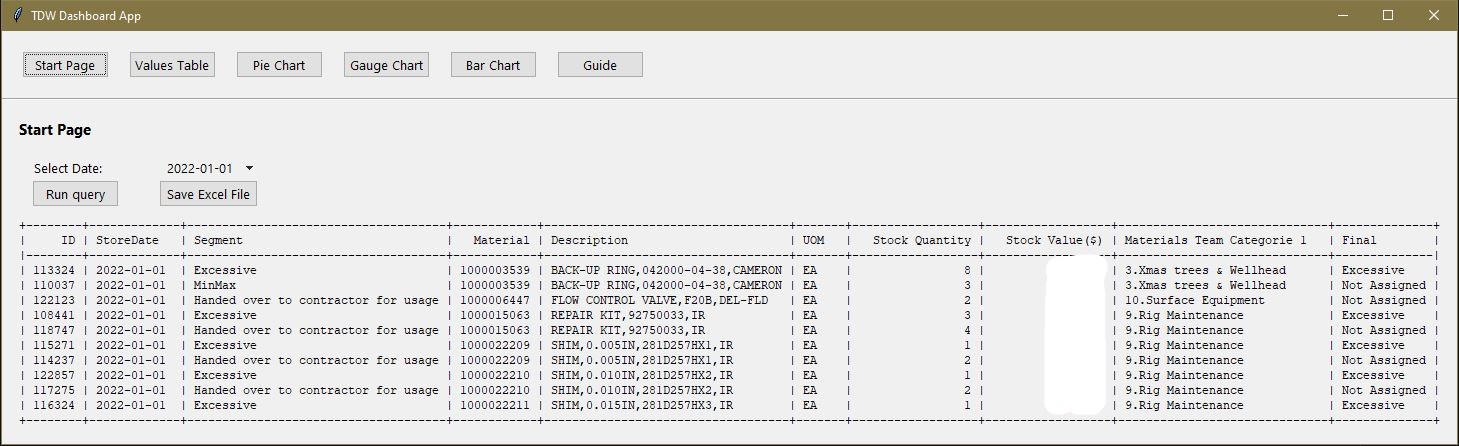 TDW Dashboard App
Start Page Values Table Pie Chart Gauge Chart Bar Chart Guide
Start Page
Select Date: 2022-01-01
Run query Save Excel File
+--------+------------+-------------------------------------+------------+-----------------------------------+-------+------------------+------------------+------------------------------+--------------+
|     ID | StoreDate  | Segment                             |   Material | Description                       | UOM   |   Stock Quantity |   Stock Value($) | Materials Team Categorie 1   | Final        |
|--------+------------+-------------------------------------+------------+-----------------------------------+-------+------------------+------------------+------------------------------+--------------|
| 113324 | 2022-01-01 | Excessive                           | 1000003539 | BACK-UP RING,042000-04-38,CAMERON | EA    |                8 |                  | 3.Xmas trees & Wellhead      | Excessive    |
| 110037 | 2022-01-01 | MinMax                              | 1000003539 | BACK-UP RING,042000-04-38,CAMERON | EA    |                3 |                  | 3.Xmas trees & Wellhead      | Not Assigned |
| 122123 | 2022-01-01 | Handed over to contractor for usage | 1000006447 | FLOW CONTROL VALVE,F20B,DEL-FLD   | EA    |                2 |                  | 10.Surface Equipment         | Not Assigned |
| 108441 | 2022-01-01 | Excessive                           | 1000015063 | REPAIR KIT,92750033,IR            | EA    |                3 |                  | 9.Rig Maintenance            | Excessive    |
| 118747 | 2022-01-01 | Handed over to contractor for usage | 1000015063 | REPAIR KIT,92750033,IR            | EA    |                4 |                  | 9.Rig Maintenance            | Not Assigned |
| 115271 | 2022-01-01 | Excessive                           | 1000022209 | SHIM,0.005IN,281D257HX1,IR        | EA    |                1 |                  | 9.Rig Maintenance            | Excessive    |
| 114237 | 2022-01-01 | Handed over to contractor for usage | 1000022209 | SHIM,0.005IN,281D257HX1,IR        | EA    |                2 |                  | 9.Rig Maintenance            | Not Assigned |
| 122857 | 2022-01-01 | Excessive                           | 1000022210 | SHIM,0.010IN,281D257HX2,IR        | EA    |                1 |                  | 9.Rig Maintenance            | Excessive    |
| 117275 | 2022-01-01 | Handed over to contractor for usage | 1000022210 | SHIM,0.010IN,281D257HX2,IR        | EA    |                2 |                  | 9.Rig Maintenance            | Not Assigned |
| 116324 | 2022-01-01 | Excessive                           | 1000022211 | SHIM,0.015IN,281D257HX3,IR        | EA    |                1 |                  | 9.Rig Maintenance            | Excessive    |
+--------+------------+-------------------------------------+------------+-----------------------------------+-------+------------------+------------------+------------------------------+--------------+